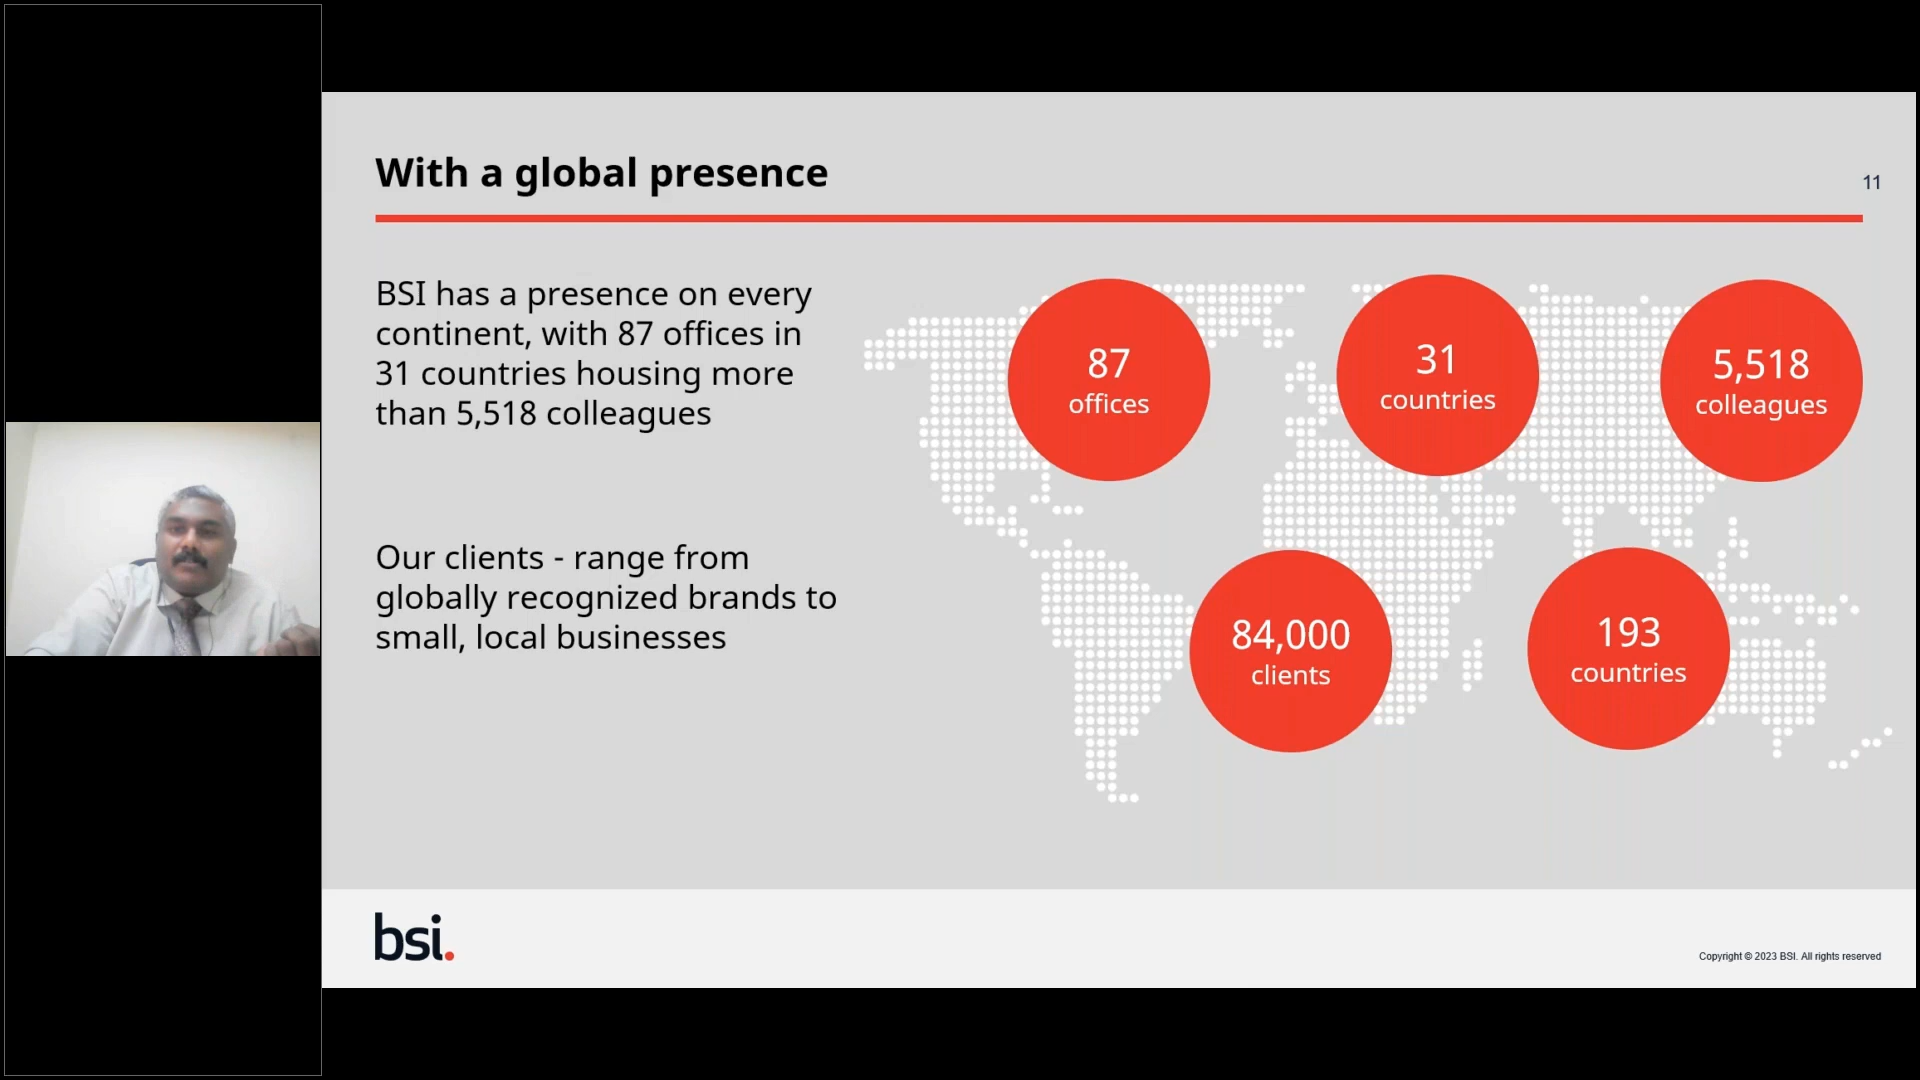 With a global presence
11
BSI has a presence on every
continent, with 87 offices in
31 countries housing more
than 5,518 colleagues
Our clients - range from
globally recognized brands to
small, local businesses
87
offices
31
countries
5,518
colleagues
84,000
clients
193
countries
bsi.
Copyright © 2023 BSI. All rights reserved